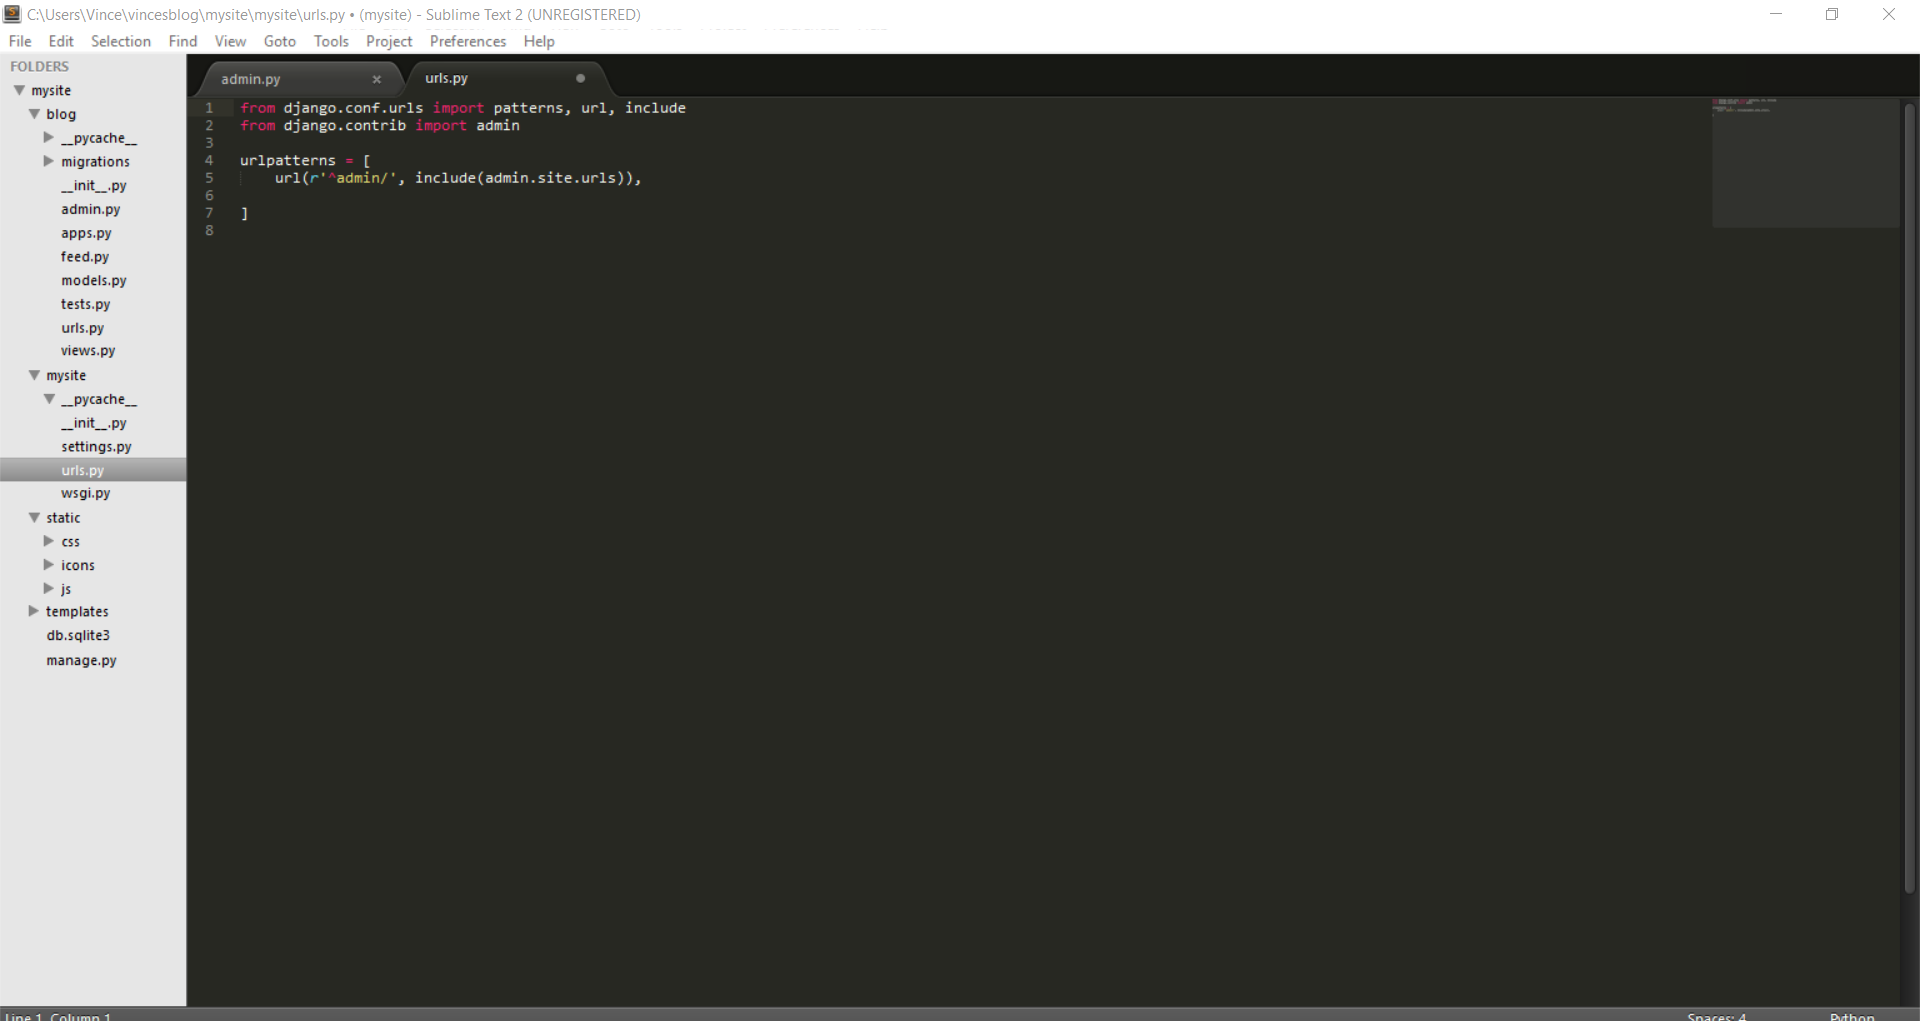 C:\Users\Vince\vincesblog\mysite\mysite\urls.py • (mysite) - Sublime Text 2 (UNREGISTERED)
File Edit Selection Find View Goto Tools Project Preferences Help
FOLDERS
mysite
blog
__pycache__
migrations
__init__.py
admin.py
apps.py
feed.py
models.py
tests.py
urls.py
views.py
mysite
__pycache__
__init__.py
settings.py
urls.py
wsgi.py
static
css
icons
js
templates
db.sqlite3
manage.py
admin.py
urls.py
1 from django.conf.urls import patterns, url, include
2 from django.contrib import admin
3
4 urlpatterns = [
5     url(r'^admin/', include(admin.site.urls)),
6
7 ]
8
Line 1, Column 1
Spaces: 4
Python